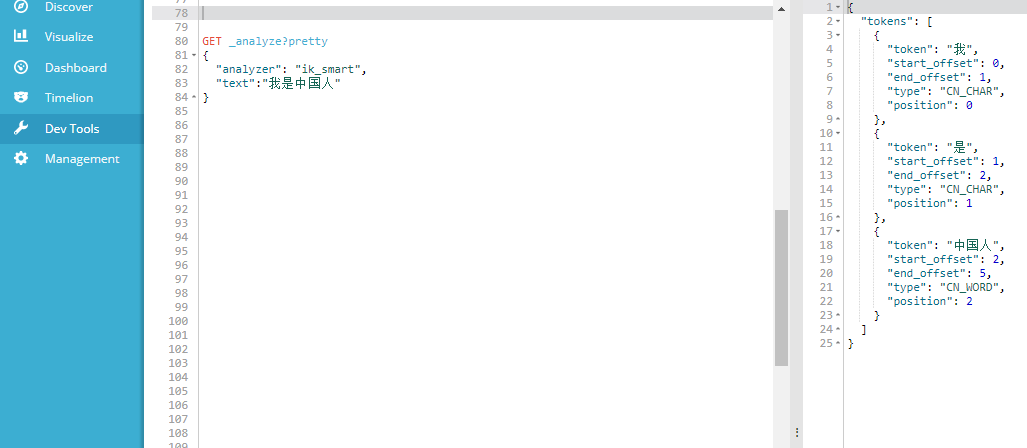 Discover
Visualize
Dashboard
Timelion
Dev Tools
Management
78
79
80 GET _analyze?pretty
81 {
82 "analyzer": "ik_smart",
83 "text":"我是中国人"
84 }
85
86
87
88
89
90
91
92
93
94
95
96
97
98
99
100
101
102
103
104
105
106
107
108
1 {
2 "tokens": [
3 {
4 "token": "我",
5 "start_offset": 0,
6 "end_offset": 1,
7 "type": "CN_CHAR",
8 "position": 0
9 },
10 {
11 "token": "是",
12 "start_offset": 1,
13 "end_offset": 2,
14 "type": "CN_CHAR",
15 "position": 1
16 },
17 {
18 "token": "中国人",
19 "start_offset": 2,
20 "end_offset": 5,
21 "type": "CN_WORD",
22 "position": 2
23 }
24 ]
25 }